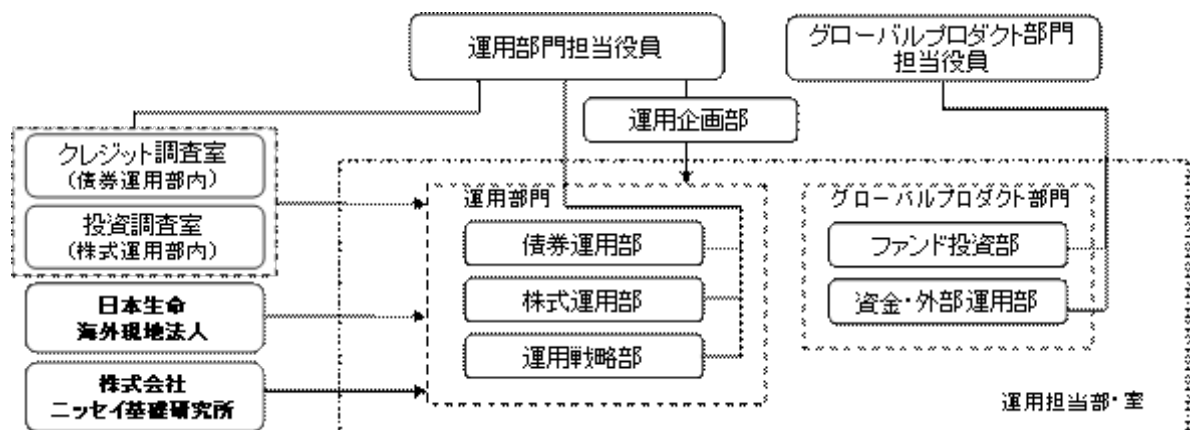 運用部門担当役員
グローバルプロダクト部門
担当役員
運用企画部
クレジット調査室
(債券運用部内)
投資調査室
(株式運用部内)
日本生命
海外現地法人
株式会社
ニッセイ基礎研究所
運用部門
債券運用部
株式運用部
運用戦略部
グローバルプロダクト部門
ファンド投資部
資金・外部運用部
運用担当部・室